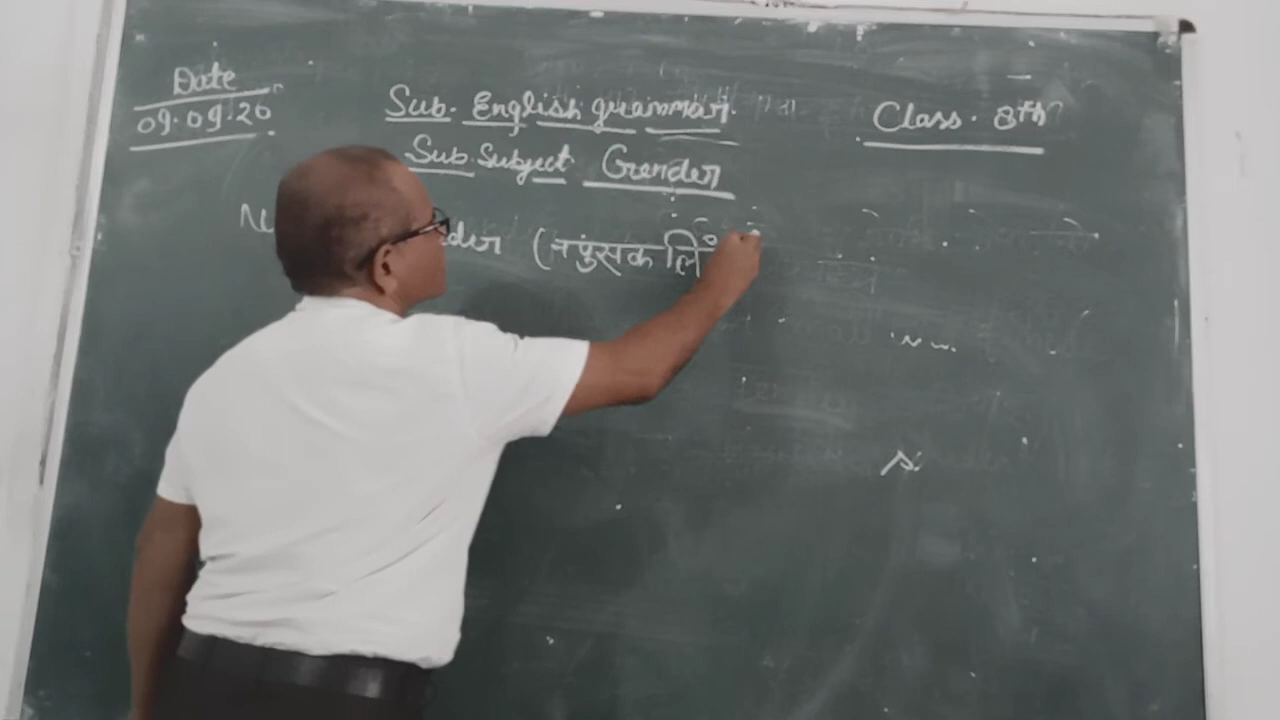 Date
09.09.20
Sub. English grammar.
Class. 8th
Sub. Subject. Gender
(नपुंसक लिं